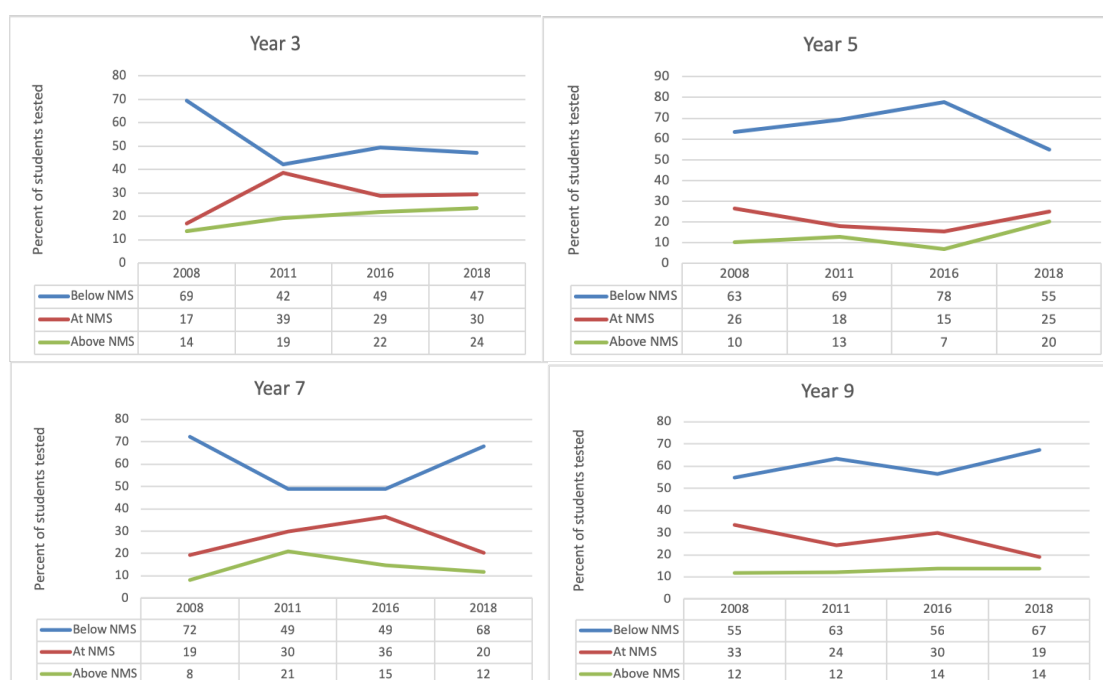 Year 3
Percent of students tested
80
70
60
50
40
30
20
10
0
2008 2011 2016 2018
Below NMS 69 42 49 47
At NMS 17 39 29 30
Above NMS 14 19 22 24
Year 5
Percent of students tested
90
80
70
60
50
40
30
20
10
0
2008 2011 2016 2018
Below NMS 63 69 78 55
At NMS 26 18 15 25
Above NMS 10 13 7 20
Year 7
Percent of students tested
80
70
60
50
40
30
20
10
0
2008 2011 2016 2018
Below NMS 72 49 49 68
At NMS 19 30 36 20
Above NMS 8 21 15 12
Year 9
Percent of students tested
80
70
60
50
40
30
20
10
0
2008 2011 2016 2018
Below NMS 55 63 56 67
At NMS 33 24 30 19
Above NMS 12 12 14 14